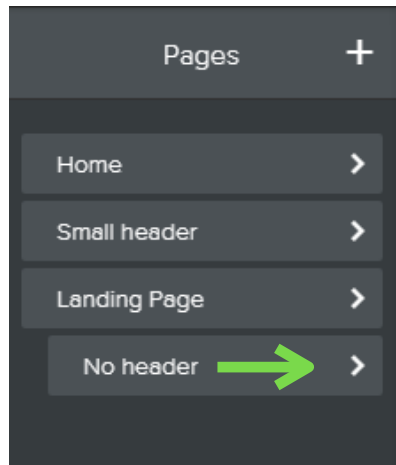 Pages +
Home
Small header
Landing Page
No header